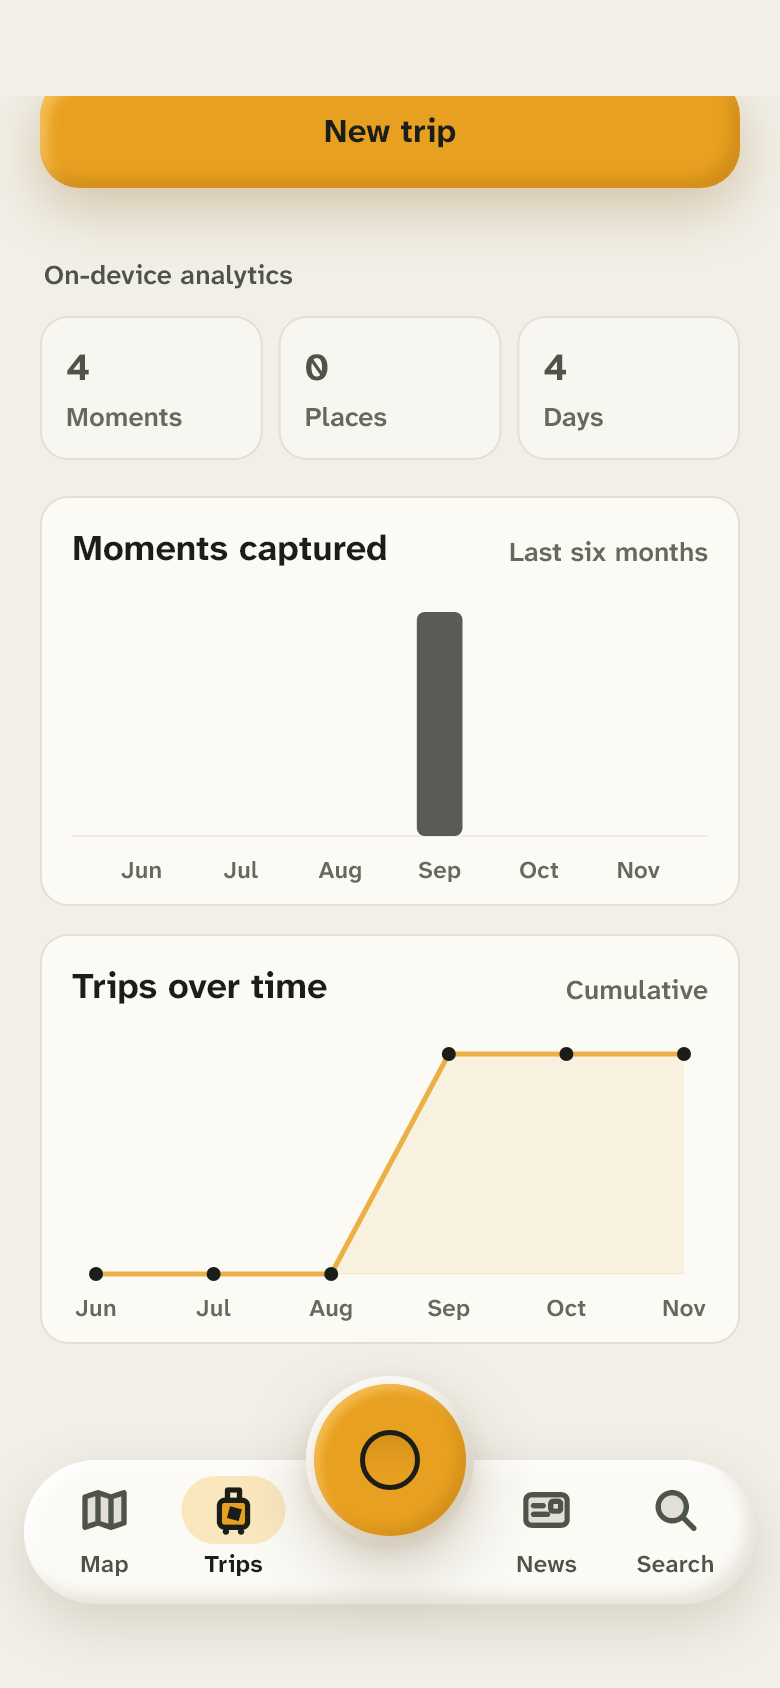 New trip
On-device analytics
4 0 4
Moments Places Days
Moments captured Last six months
Jun Jul Aug Sep Oct Nov
Trips over time Cumulative
Jun Jul Aug Sep Oct Nov
Map Trips News Search